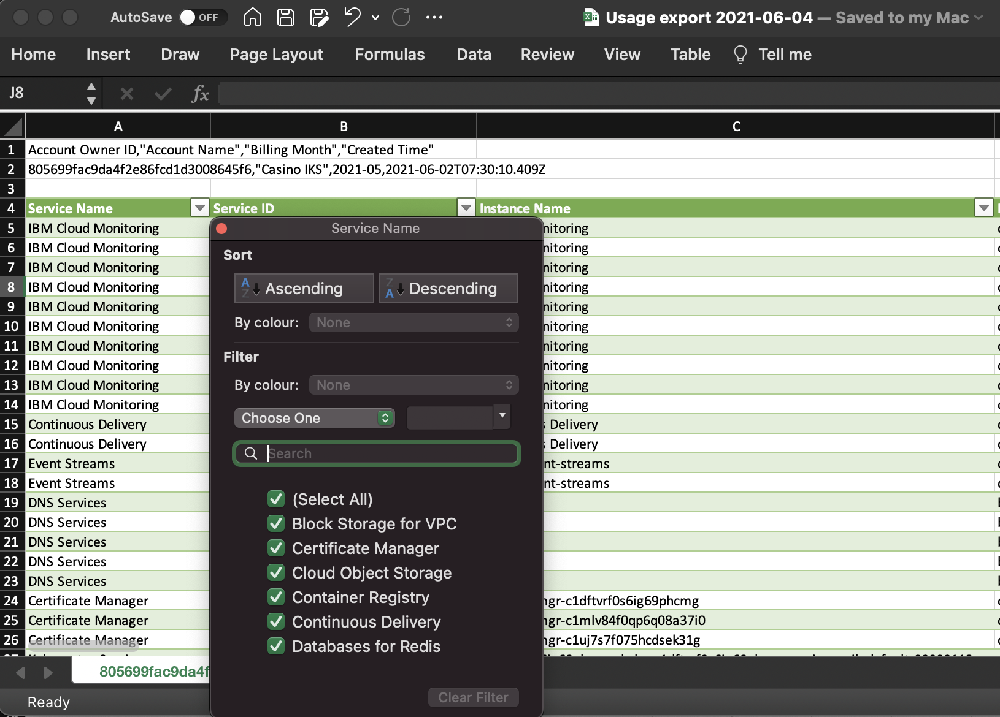 AutoSave OFF Usage export 2021-06-04 — Saved to my Mac
Home Insert Draw Page Layout Formulas Data Review View Table Tell me
J8 fx
A B C
1 Account Owner ID,"Account Name","Billing Month","Created Time"
2 805699fac9da4f2e86fcd1d3008645f6,"Casino IKS",2021-05,2021-06-02T07:30:10.409Z
3
4 Service Name Service ID Instance Name
5 IBM Cloud Monitoring nitoring
6 IBM Cloud Monitoring nitoring
7 IBM Cloud Monitoring nitoring
8 IBM Cloud Monitoring nitoring
9 IBM Cloud Monitoring nitoring
10 IBM Cloud Monitoring nitoring
11 IBM Cloud Monitoring nitoring
12 IBM Cloud Monitoring nitoring
13 IBM Cloud Monitoring nitoring
14 IBM Cloud Monitoring nitoring
15 Continuous Delivery s Delivery
16 Continuous Delivery s Delivery
17 Event Streams nt-streams
18 Event Streams nt-streams
19 DNS Services
20 DNS Services
21 DNS Services
22 DNS Services
23 DNS Services
24 Certificate Manager ngr-c1dftvrf0s6ig69phcmg
25 Certificate Manager ngr-c1mlv84f0qp6q08a37i0
26 Certificate Manager ngr-c1uj7s7f075hcdsek31g
805699fac9da4f
Ready
Service Name
Sort
Ascending Descending
By colour: None
Filter
By colour: None
Choose One
Search
(Select All)
Block Storage for VPC
Certificate Manager
Cloud Object Storage
Container Registry
Continuous Delivery
Databases for Redis
Clear Filter